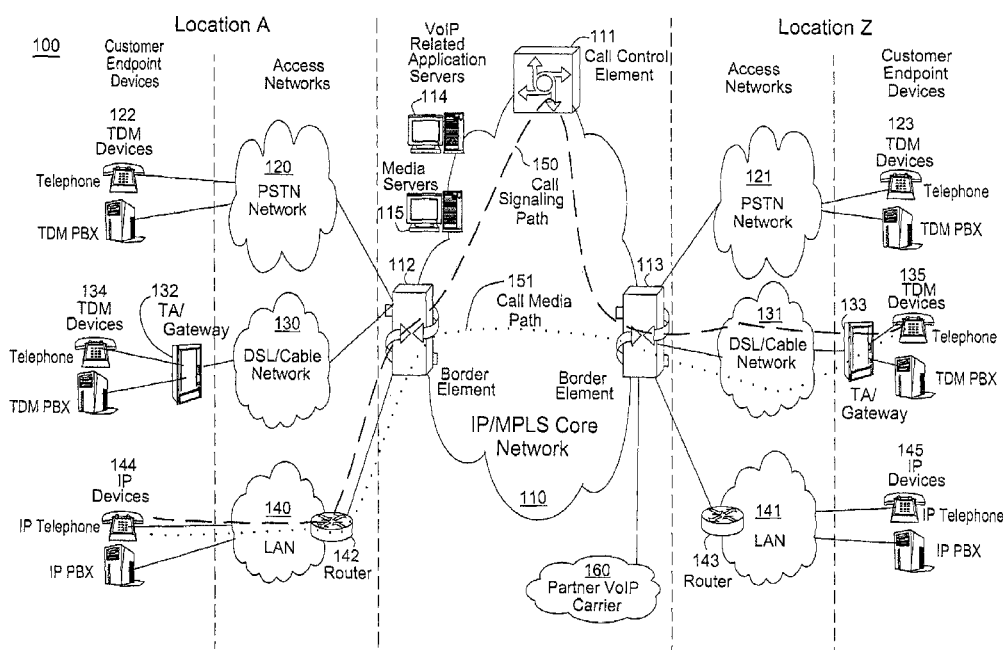 Location A
100
Customer
Endpoint
Devices
Access
Networks
122
TDM
Devices
Telephone
TDM PBX
120
PSTN
Network
134
TDM
Devices
132
TA/
Gateway
Telephone
TDM PBX
130
DSL/Cable
Network
144
IP
Devices
IP Telephone
IP PBX
140
LAN
142
Router
VoIP
Related
Application
Servers
114
Media
Servers
115
111
Call Control
Element
150
Call
Signaling
Path
112
Border
Element
151
Call Media
Path
113
Border
Element
IP/MPLS Core
Network
110
160
Partner VoIP
Carrier
Location Z
Access
Networks
Customer
Endpoint
Devices
121
PSTN
Network
123
TDM
Devices
Telephone
TDM PBX
131
DSL/Cable
Network
133
TA/
Gateway
135
TDM
Devices
Telephone
TDM PBX
141
LAN
143
Router
145
IP
Devices
IP Telephone
IP PBX